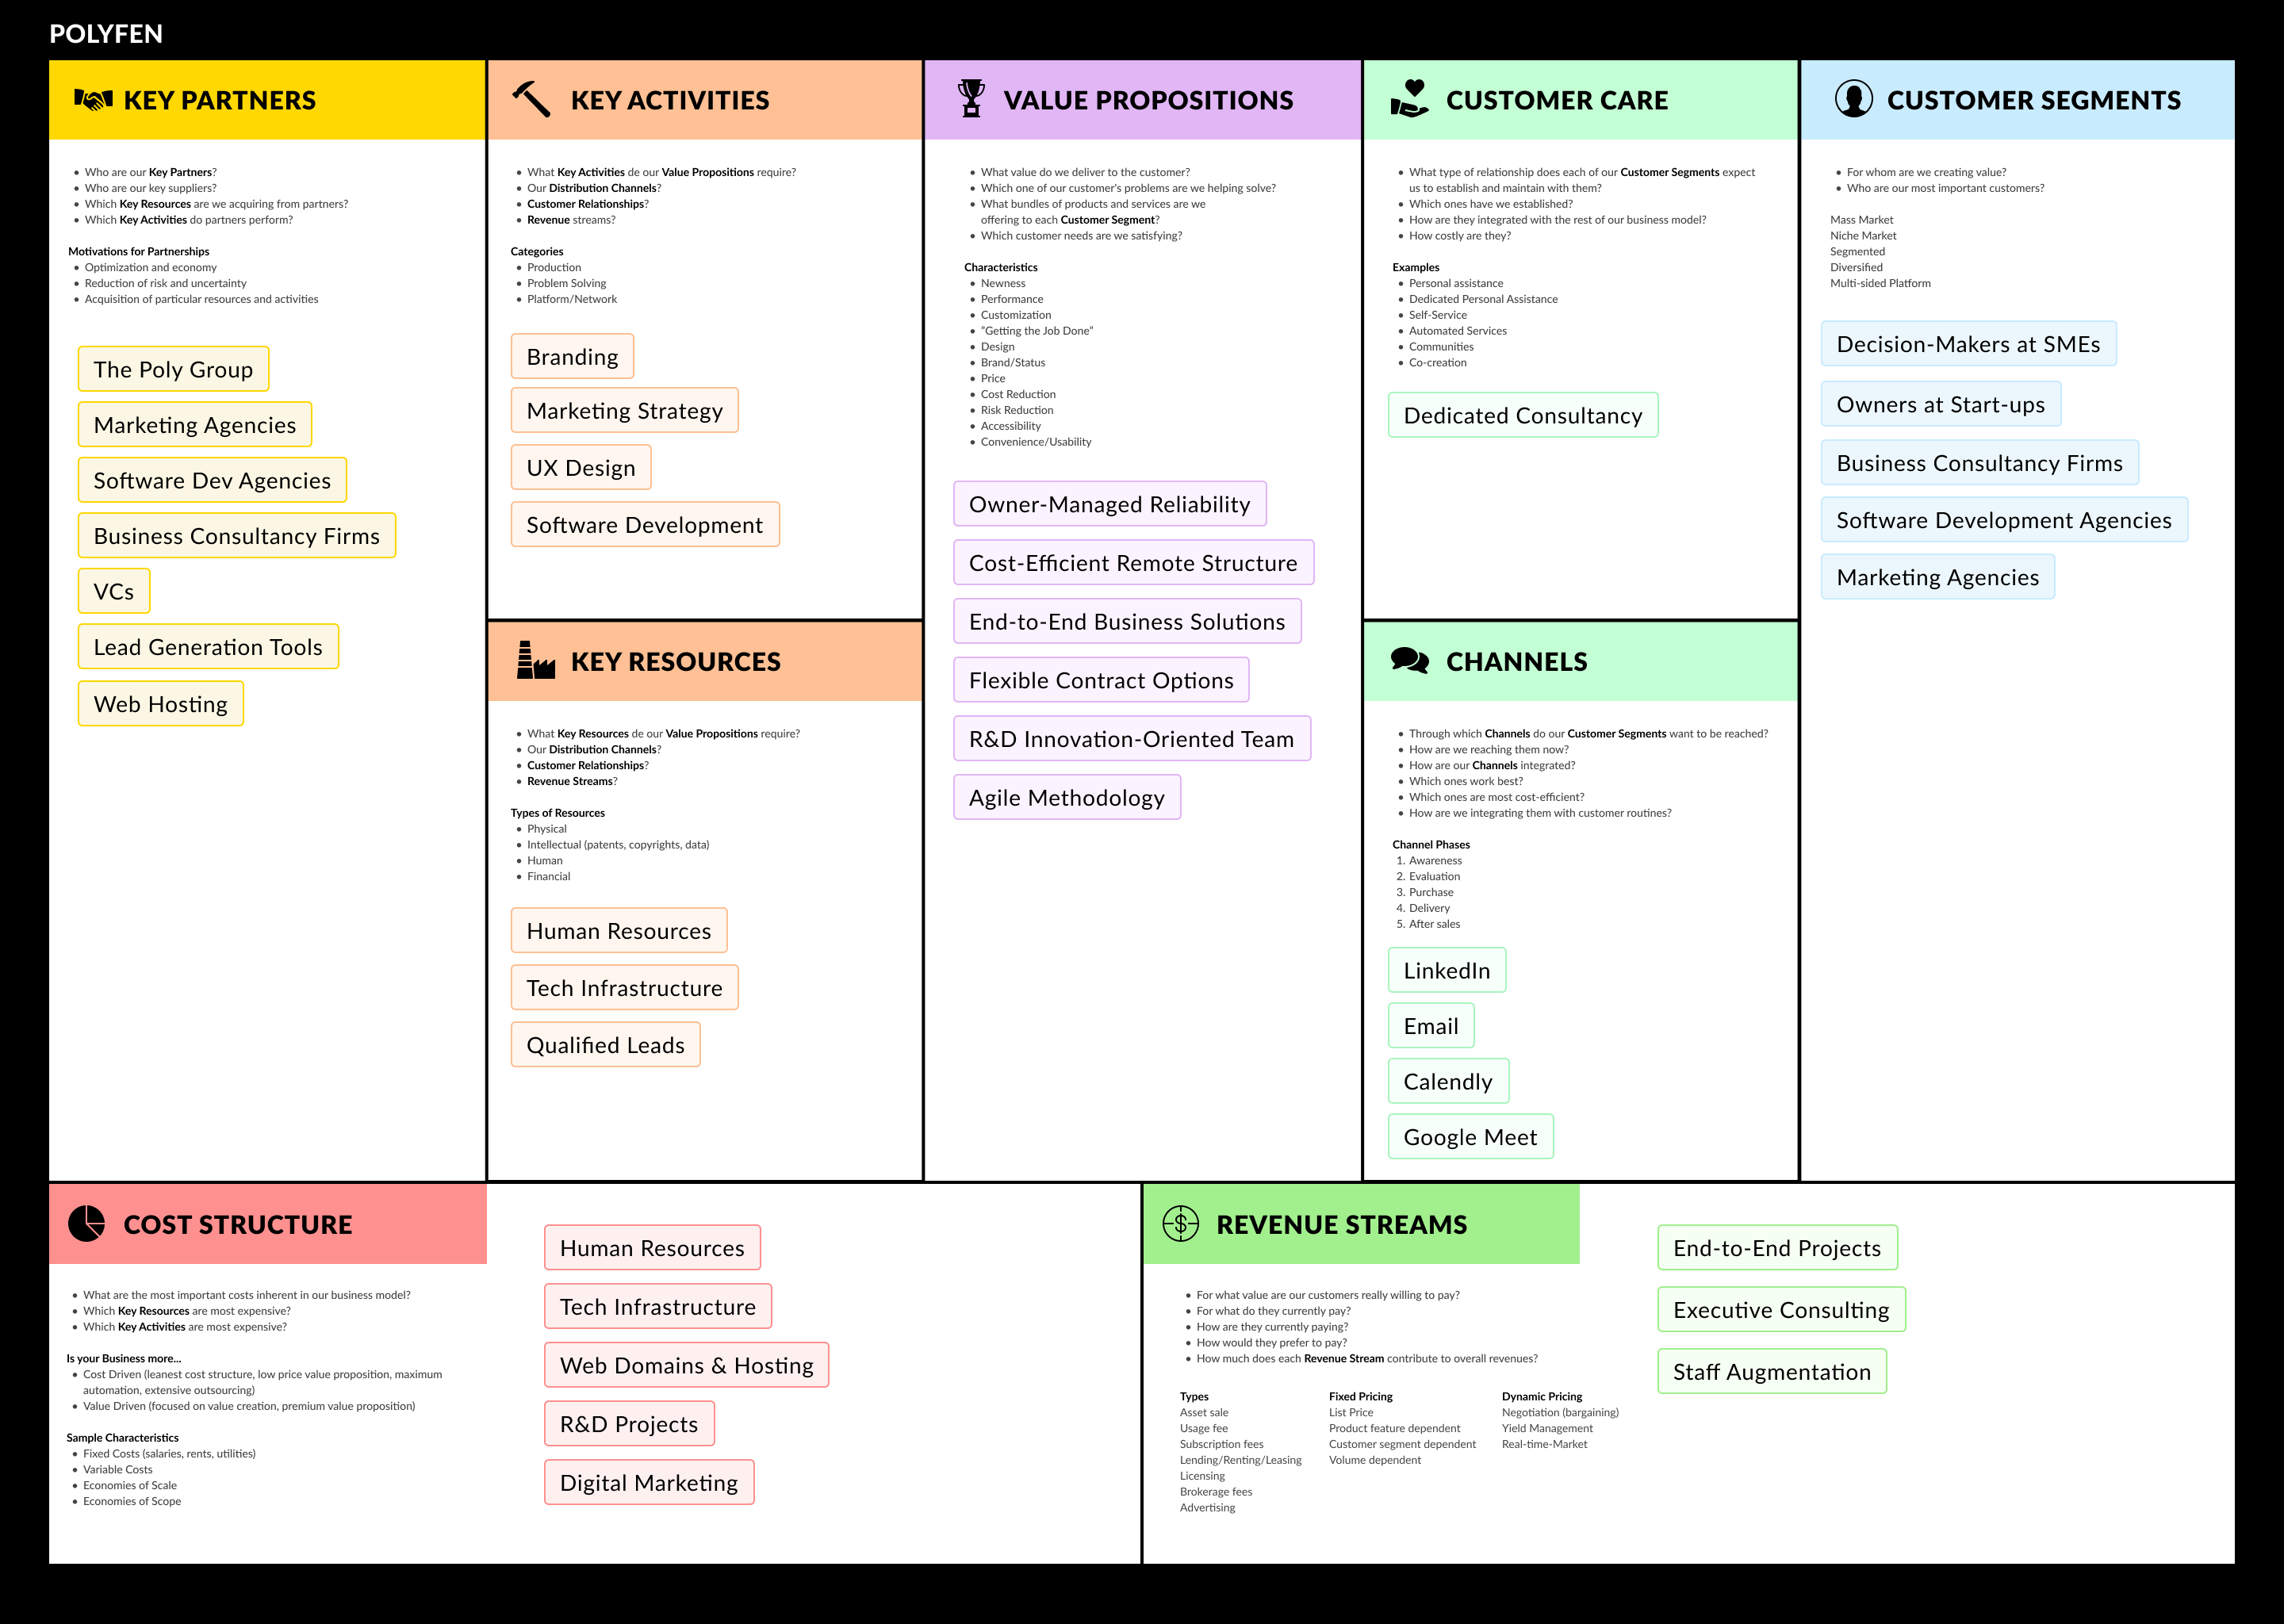 POLYFEN
KEY PARTNERS
• Who are our Key Partners?
• Who are our key suppliers?
• Which Key Resources are we acquiring from partners?
• Which Key Activities do partners perform?
Motivations for Partnerships
• Optimization and economy
• Reduction of risk and uncertainty
• Acquisition of particular resources and activities
The Poly Group
Marketing Agencies
Software Dev Agencies
Business Consultancy Firms
VCs
Lead Generation Tools
Web Hosting
KEY ACTIVITIES
• What Key Activities de our Value Propositions require?
• Our Distribution Channels?
• Customer Relationships?
• Revenue streams?
Categories
• Production
• Problem Solving
• Platform/Network
Branding
Marketing Strategy
UX Design
Software Development
KEY RESOURCES
• What Key Resources de our Value Propositions require?
• Our Distribution Channels?
• Customer Relationships?
• Revenue Streams?
Types of Resources
• Physical
• Intellectual (patents, copyrights, data)
• Human
• Financial
Human Resources
Tech Infrastructure
Qualified Leads
VALUE PROPOSITIONS
• What value do we deliver to the customer?
• Which one of our customer's problems are we helping solve?
• What bundles of products and services are we
offering to each Customer Segment?
• Which customer needs are we satisfying?
Characteristics
• Newness
• Performance
• Customization
• "Getting the Job Done"
• Design
• Brand/Status
• Price
• Cost Reduction
• Risk Reduction
• Accessibility
• Convenience/Usability
Owner-Managed Reliability
Cost-Efficient Remote Structure
End-to-End Business Solutions
Flexible Contract Options
R&D Innovation-Oriented Team
Agile Methodology
CUSTOMER CARE
• What type of relationship does each of our Customer Segments expect
us to establish and maintain with them?
• Which ones have we established?
• How are they integrated with the rest of our business model?
• How costly are they?
Examples
• Personal assistance
• Dedicated Personal Assistance
• Self-Service
• Automated Services
• Communities
• Co-creation
Dedicated Consultancy
CHANNELS
• Through which Channels do our Customer Segments want to be reached?
• How are we reaching them now?
• How are our Channels integrated?
• Which ones work best?
• Which ones are most cost-efficient?
• How are we integrating them with customer routines?
Channel Phases
1. Awareness
2. Evaluation
3. Purchase
4. Delivery
5. After sales
LinkedIn
Email
Calendly
Google Meet
CUSTOMER SEGMENTS
• For whom are we creating value?
• Who are our most important customers?
Mass Market
Niche Market
Segmented
Diversified
Multi-sided Platform
Decision-Makers at SMEs
Owners at Start-ups
Business Consultancy Firms
Software Development Agencies
Marketing Agencies
COST STRUCTURE
• What are the most important costs inherent in our business model?
• Which Key Resources are most expensive?
• Which Key Activities are most expensive?
Is your Business more...
• Cost Driven (leanest cost structure, low price value proposition, maximum
automation, extensive outsourcing)
• Value Driven (focused on value creation, premium value proposition)
Sample Characteristics
• Fixed Costs (salaries, rents, utilities)
• Variable Costs
• Economies of Scale
• Economies of Scope
Human Resources
Tech Infrastructure
Web Domains & Hosting
R&D Projects
Digital Marketing
REVENUE STREAMS
• For what value are our customers really willing to pay?
• For what do they currently pay?
• How are they currently paying?
• How would they prefer to pay?
• How much does each Revenue Stream contribute to overall revenues?
Types
Asset sale
Usage fee
Subscription fees
Lending/Renting/Leasing
Licensing
Brokerage fees
Advertising
Fixed Pricing
List Price
Product feature dependent
Customer segment dependent
Volume dependent
Dynamic Pricing
Negotiation (bargaining)
Yield Management
Real-time-Market
End-to-End Projects
Executive Consulting
Staff Augmentation